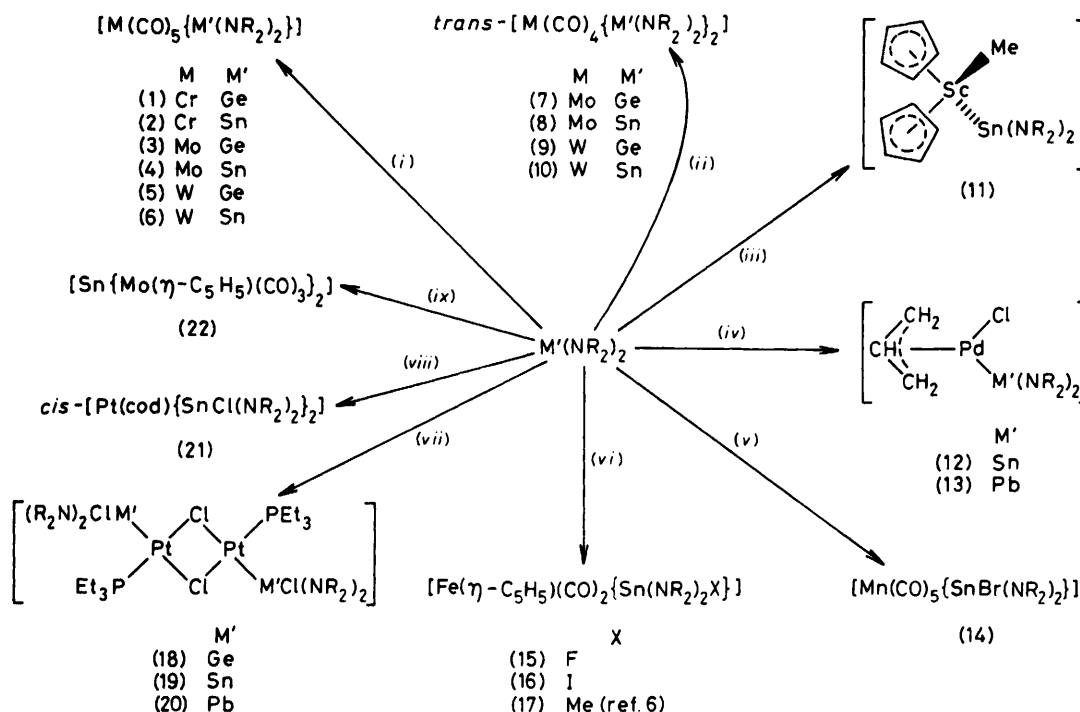 [M(CO)5{M′(NR2)2}]
M M′
(1) Cr Ge
(2) Cr Sn
(3) Mo Ge
(4) Mo Sn
(5) W Ge
(6) W Sn
trans-[M(CO)4{M′(NR2)2}2]
M M′
(7) Mo Ge
(8) Mo Sn
(9) W Ge
(10) W Sn
Me
Sc
Sn(NR2)2
(11)
(i)
(ii)
(iii)
[Sn{Mo(η-C5H5)(CO)3}2]
(22)
(ix)
M′(NR2)2
(iv)
CH2
CH
CH2
Pd
Cl
M′(NR2)2
M′
(12) Sn
(13) Pb
(viii)
cis-[Pt(cod){SnCl(NR2)2}2]
(21)
(vii)
(vi)
(v)
(R2N)2ClM′
Cl
PEt3
Pt
Pt
Et3P
Cl
M′Cl(NR2)2
M′
(18) Ge
(19) Sn
(20) Pb
[Fe(η-C5H5)(CO)2{Sn(NR2)2X}]
X
(15) F
(16) I
(17) Me (ref. 6)
[Mn(CO)5{SnBr(NR2)2}]
(14)